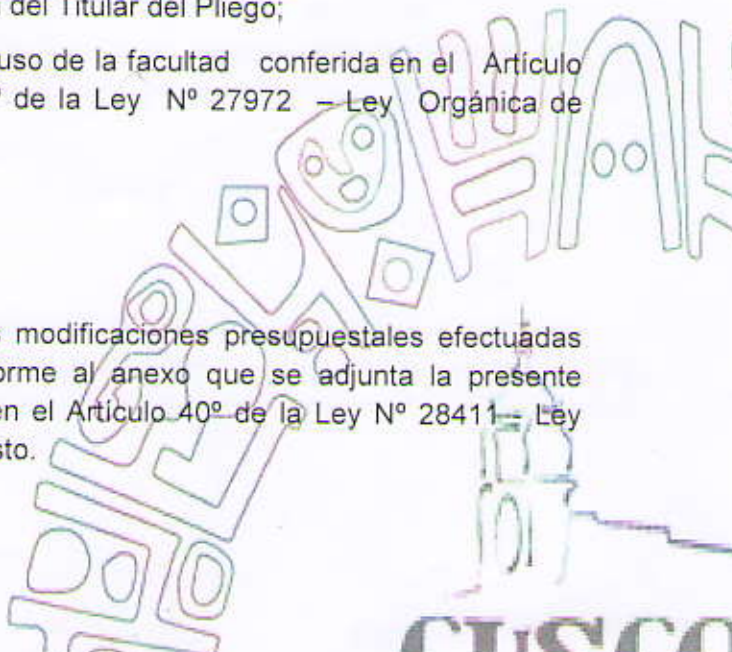 del Titular del Pliego;
uso de la facultad conferida en el Artículo
de la Ley Nº 27972 – Ley Orgánica de
modificaciones presupuestales efectuadas
orme al anexo que se adjunta la presente
en el Artículo 40º de la Ley Nº 28411 – Ley
sto.
CUSCO